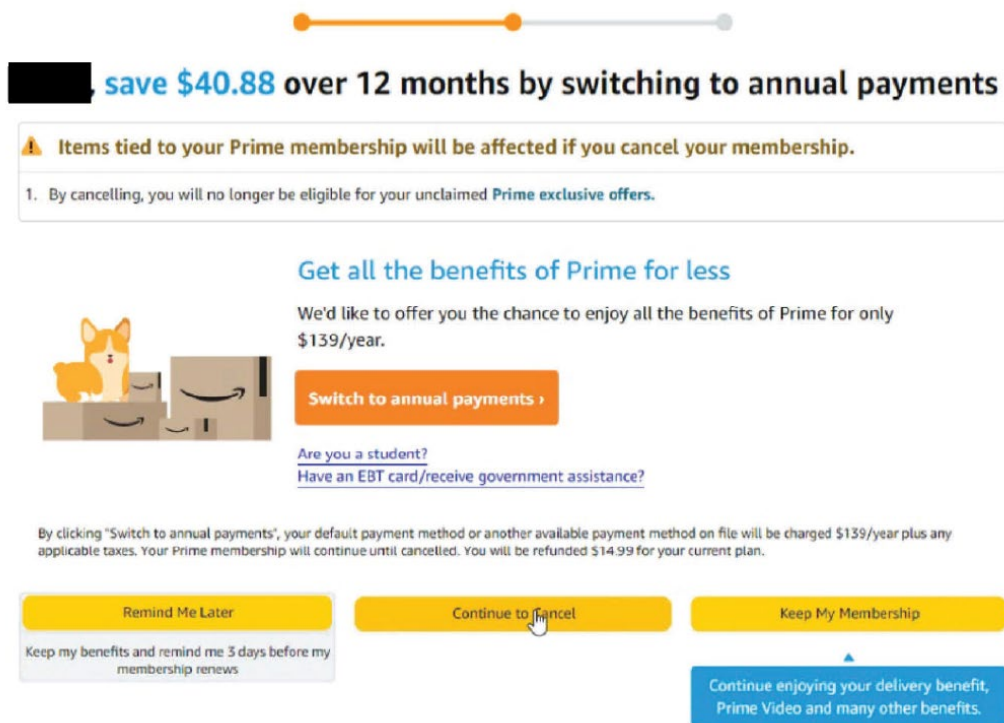 , save $40.88 over 12 months by switching to annual payments
Items tied to your Prime membership will be affected if you cancel your membership.
1. By cancelling, you will no longer be eligible for your unclaimed Prime exclusive offers.
Get all the benefits of Prime for less
We'd like to offer you the chance to enjoy all the benefits of Prime for only
$139/year.
Switch to annual payments ›
Are you a student?
Have an EBT card/receive government assistance?
By clicking "Switch to annual payments", your default payment method or another available payment method on file will be charged $139/year plus any
applicable taxes. Your Prime membership will continue until cancelled. You will be refunded $14.99 for your current plan.
Remind Me Later
Keep my benefits and remind me 3 days before my
membership renews
Continue to Cancel
Keep My Membership
Continue enjoying your delivery benefit,
Prime Video and many other benefits.